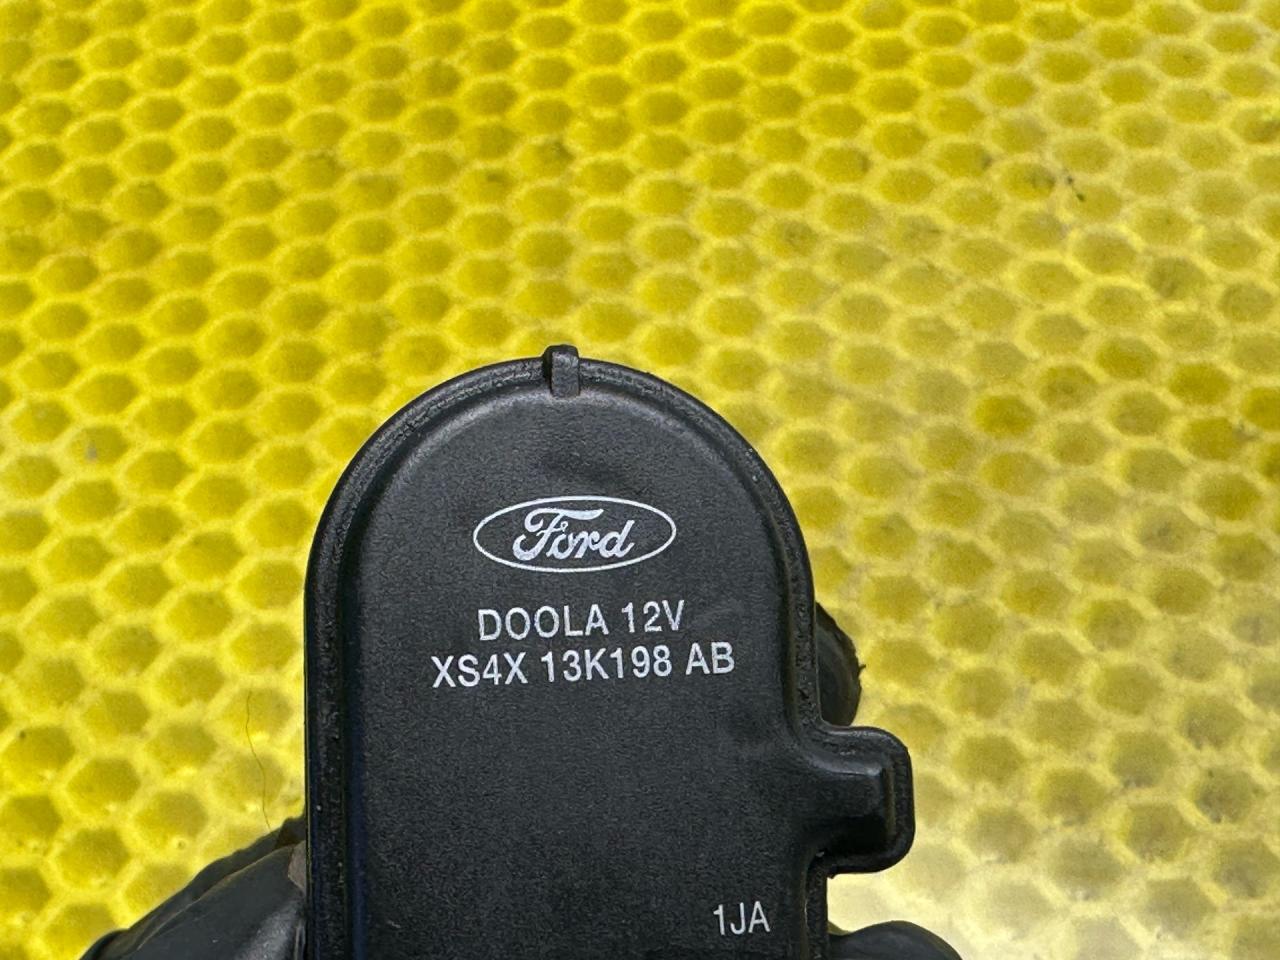 Ford
DOOLA 12V
XS4X 13K198 AB
1JA